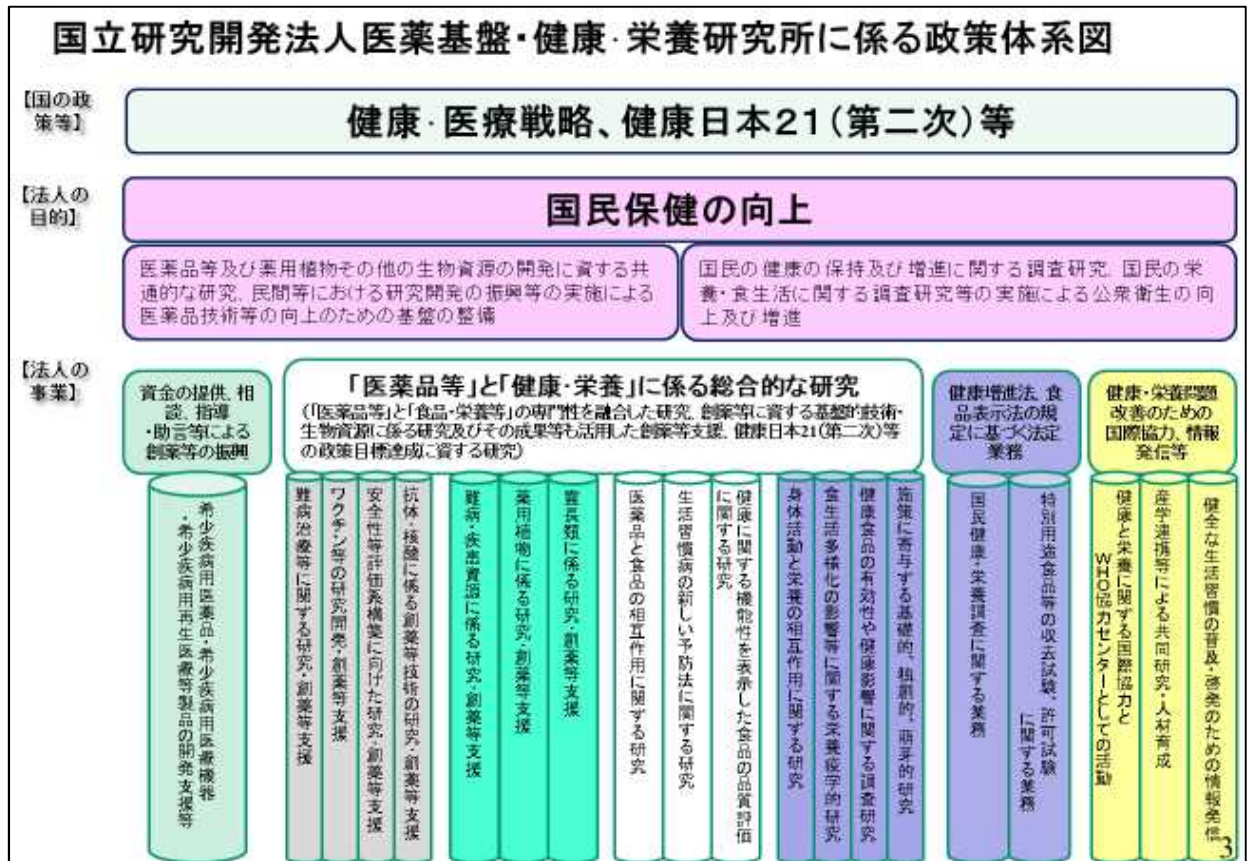 国立研究開発法人医薬基盤・健康・栄養研究所に係る政策体系図
【国の政
策等】
健康・医療戦略、健康日本21(第二次)等
【法人の
目的】
国民保健の向上
医薬品等及び薬用植物その他の生物資源の開発に資する共
通的な研究、民間等における研究開発の振興等の実施による
医薬品技術等の向上のための基盤の整備
国民の健康の保持及び増進に関する調査研究、国民の栄
養・食生活に関する調査研究等の実施による公衆衛生の向
上及び増進
【法人の
事業】
資金の提供、相
談、指導
・助言等による
創薬等の振興
「医薬品等」と「健康・栄養」に係る総合的な研究
(「医薬品等」と「食品・栄養等」の専門性を融合した研究、創薬等に資する基盤的技術・
生物資源に係る研究及びその成果等も活用した創薬等支援、健康日本21(第二次)等
の政策目標達成に資する研究)
健康増進法、食
品表示法の規
定に基づく法定
業務
健康・栄養問題
改善のための
国際協力、情報
発信等
希少疾病用医薬品・希少疾病用医療機器
・希少疾病用再生医療等製品の開発支援等
難病治療等に関する研究・創薬等支援
ワクチン等の研究開発・創薬等支援
安全性等評価系構築に向けた研究・創薬等支援
抗体・核酸に係る創薬等技術の研究・創薬等支援
難病・疾患資源に係る研究・創薬等支援
薬用植物に係る研究・創薬等支援
霊長類に係る研究・創薬等支援
医薬品と食品の相互作用に関する研究
生活習慣病の新しい予防法に関する研究
健康に関する機能性を表示した食品の品質評価
に関する研究
身体活動と栄養の相互作用に関する研究
食生活多様化の影響等に関する栄養疫学的研究
健康食品の有効性や健康影響に関する調査研究
施策に寄与する基礎的、独創的、萌芽的研究
国民健康・栄養調査に関する業務
特別用途食品等の収去試験、許可試験
に関する業務
健康と栄養に関する国際協力と
WHO協力センターとしての活動
産学連携等による共同研究・人材育成
健全な生活習慣の普及・啓発のための情報発信
3